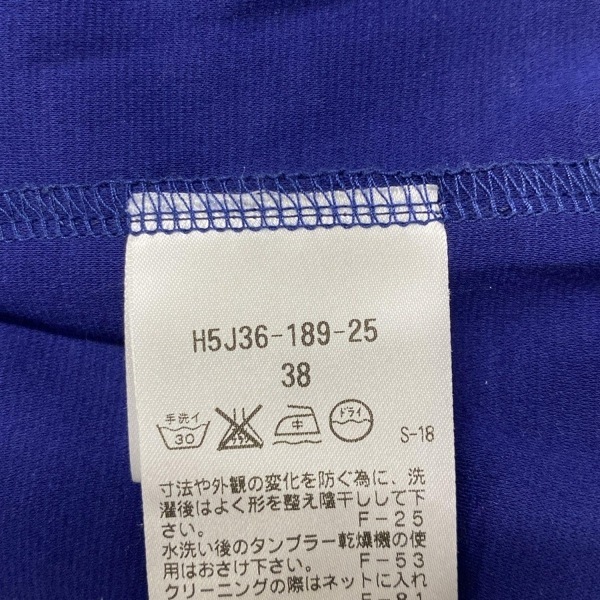 H5J36-189-25
38
手洗イ 中 ドライ
30 S-18
寸法や外観の変化を防ぐ為に、洗
濯後はよく形を整え陰干しして下
さい。 F-25
水洗い後のタンブラー乾燥機の使
用はおさけ下さい。 F-53
クリーニングの際はネットに入れ
F-81